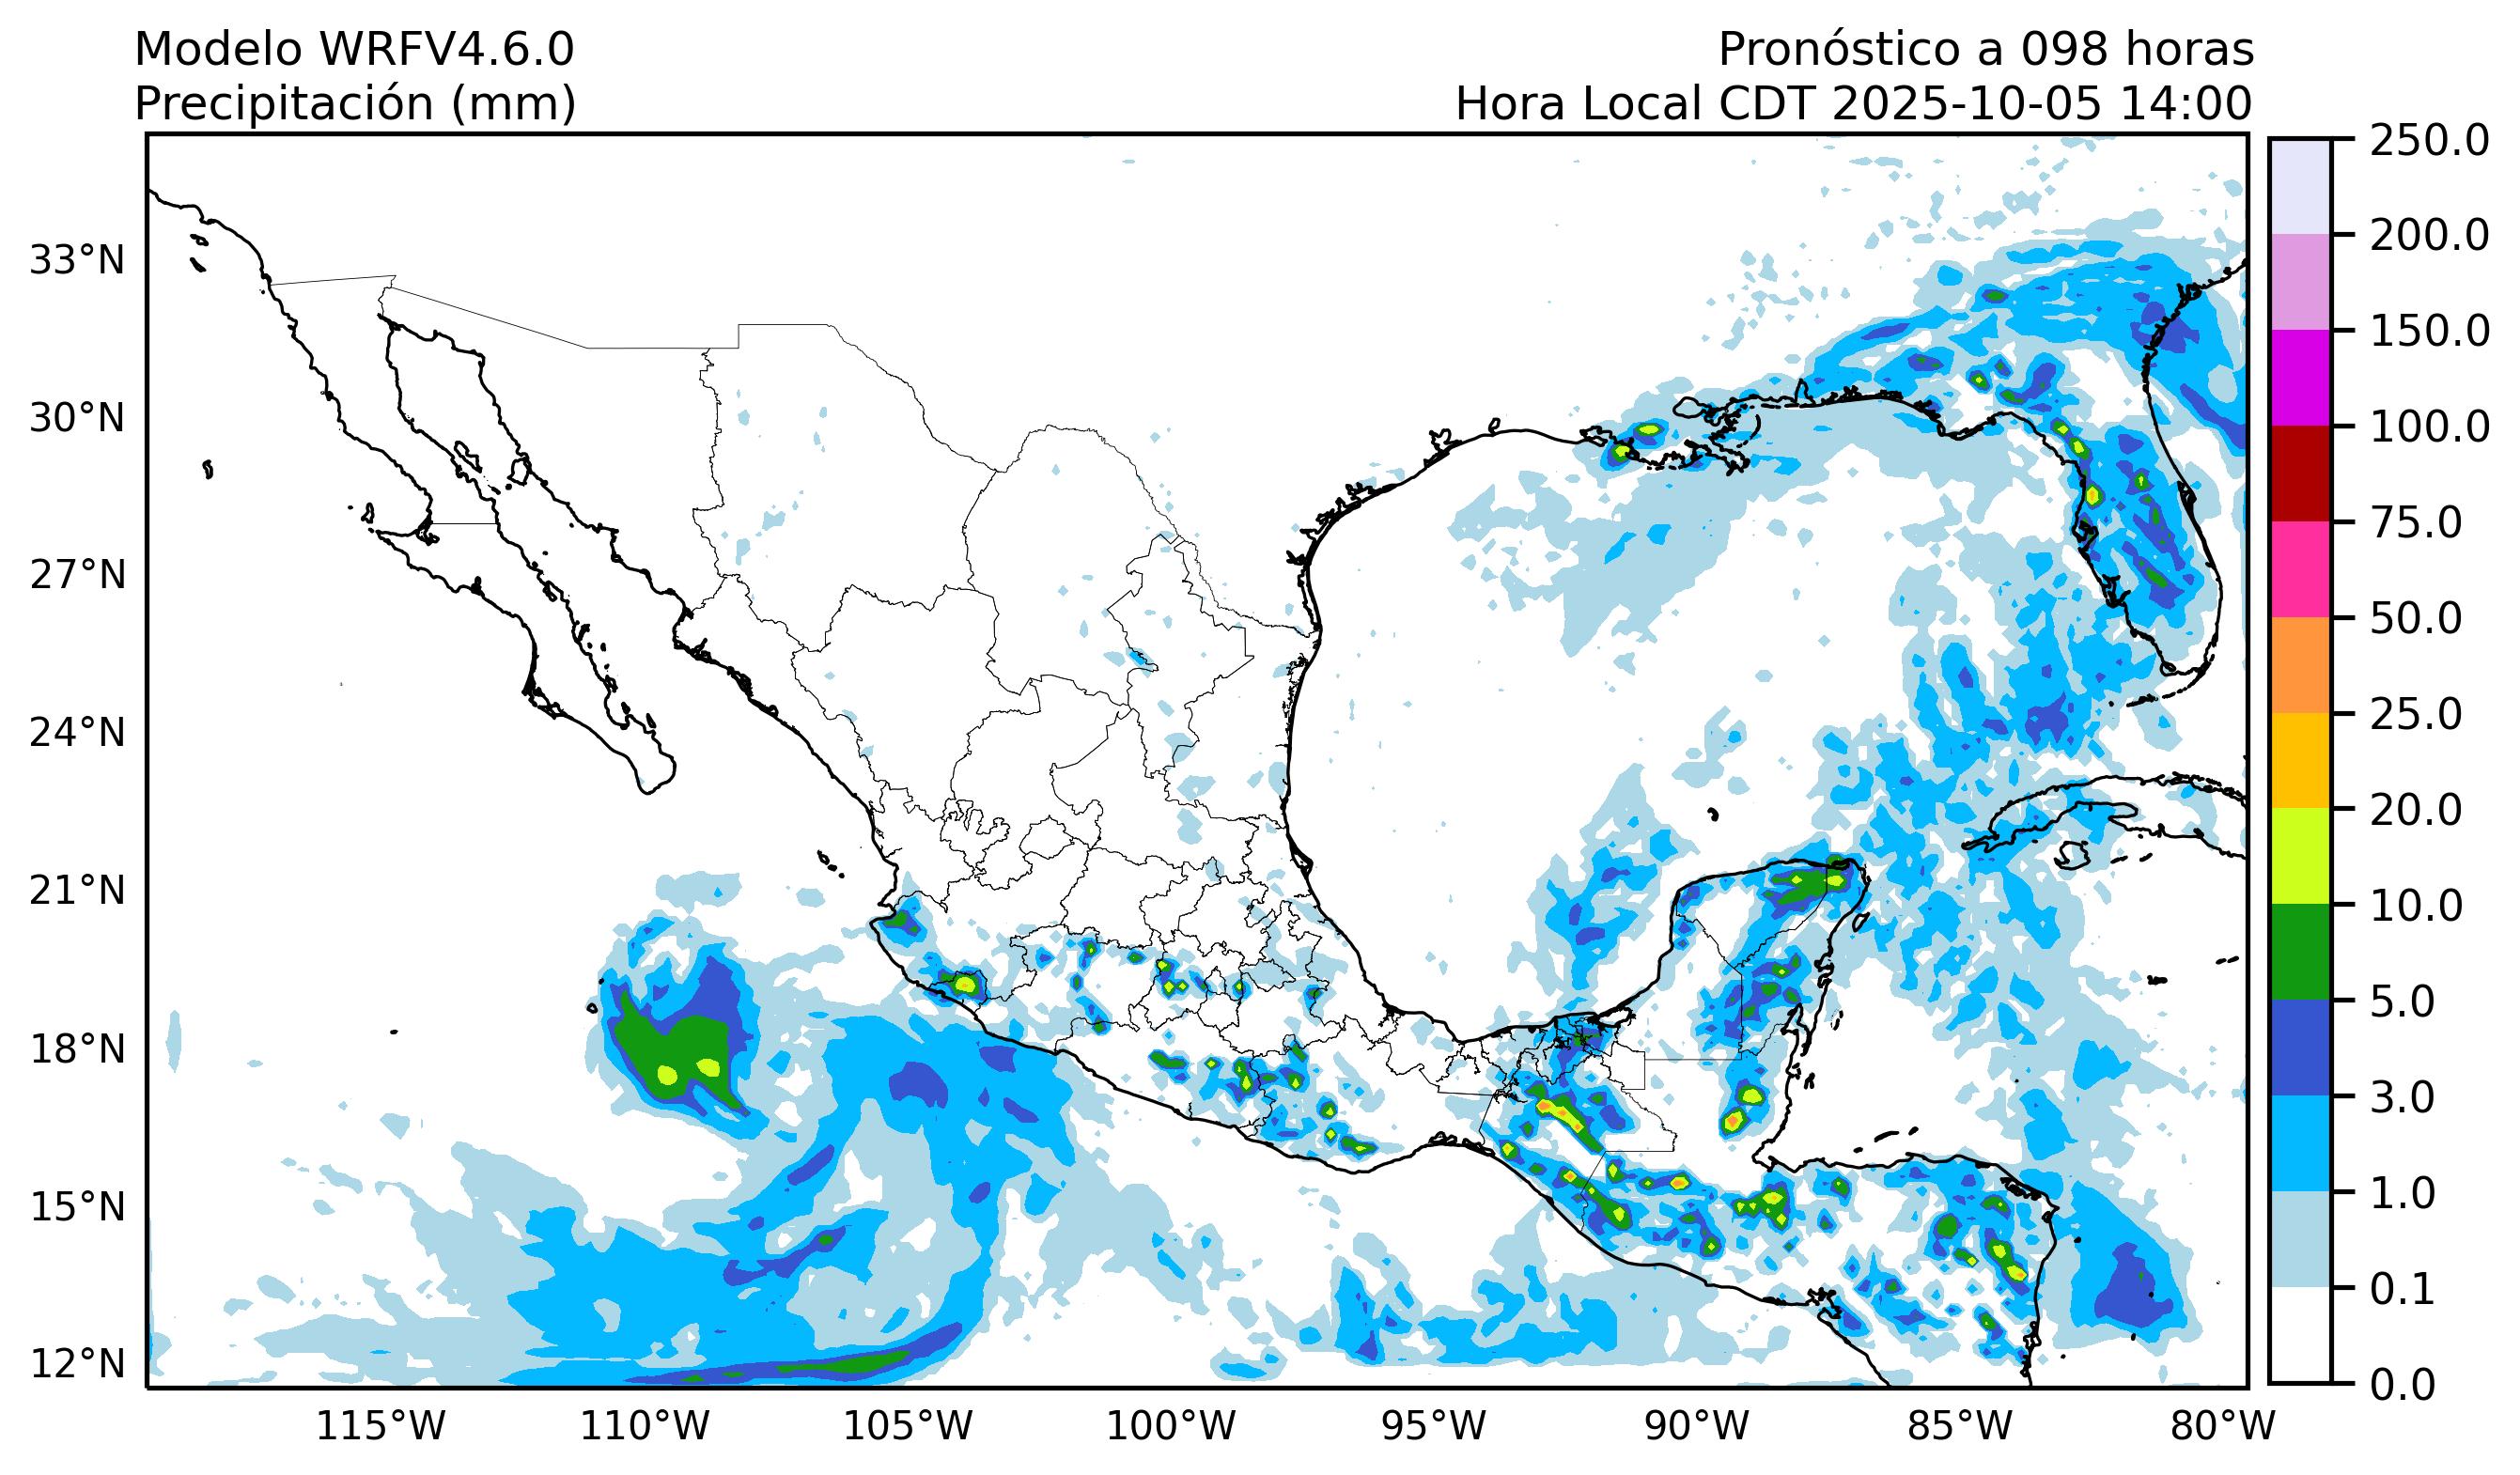 Modelo WRFV4.6.0
Precipitación (mm)
Pronóstico a 098 horas
Hora Local CDT 2025-10-05 14:00
33°N
30°N
27°N
24°N
21°N
18°N
15°N
12°N
115°W
110°W
105°W
100°W
95°W
90°W
85°W
80°W
250.0
200.0
150.0
100.0
75.0
50.0
25.0
20.0
10.0
5.0
3.0
1.0
0.1
0.0